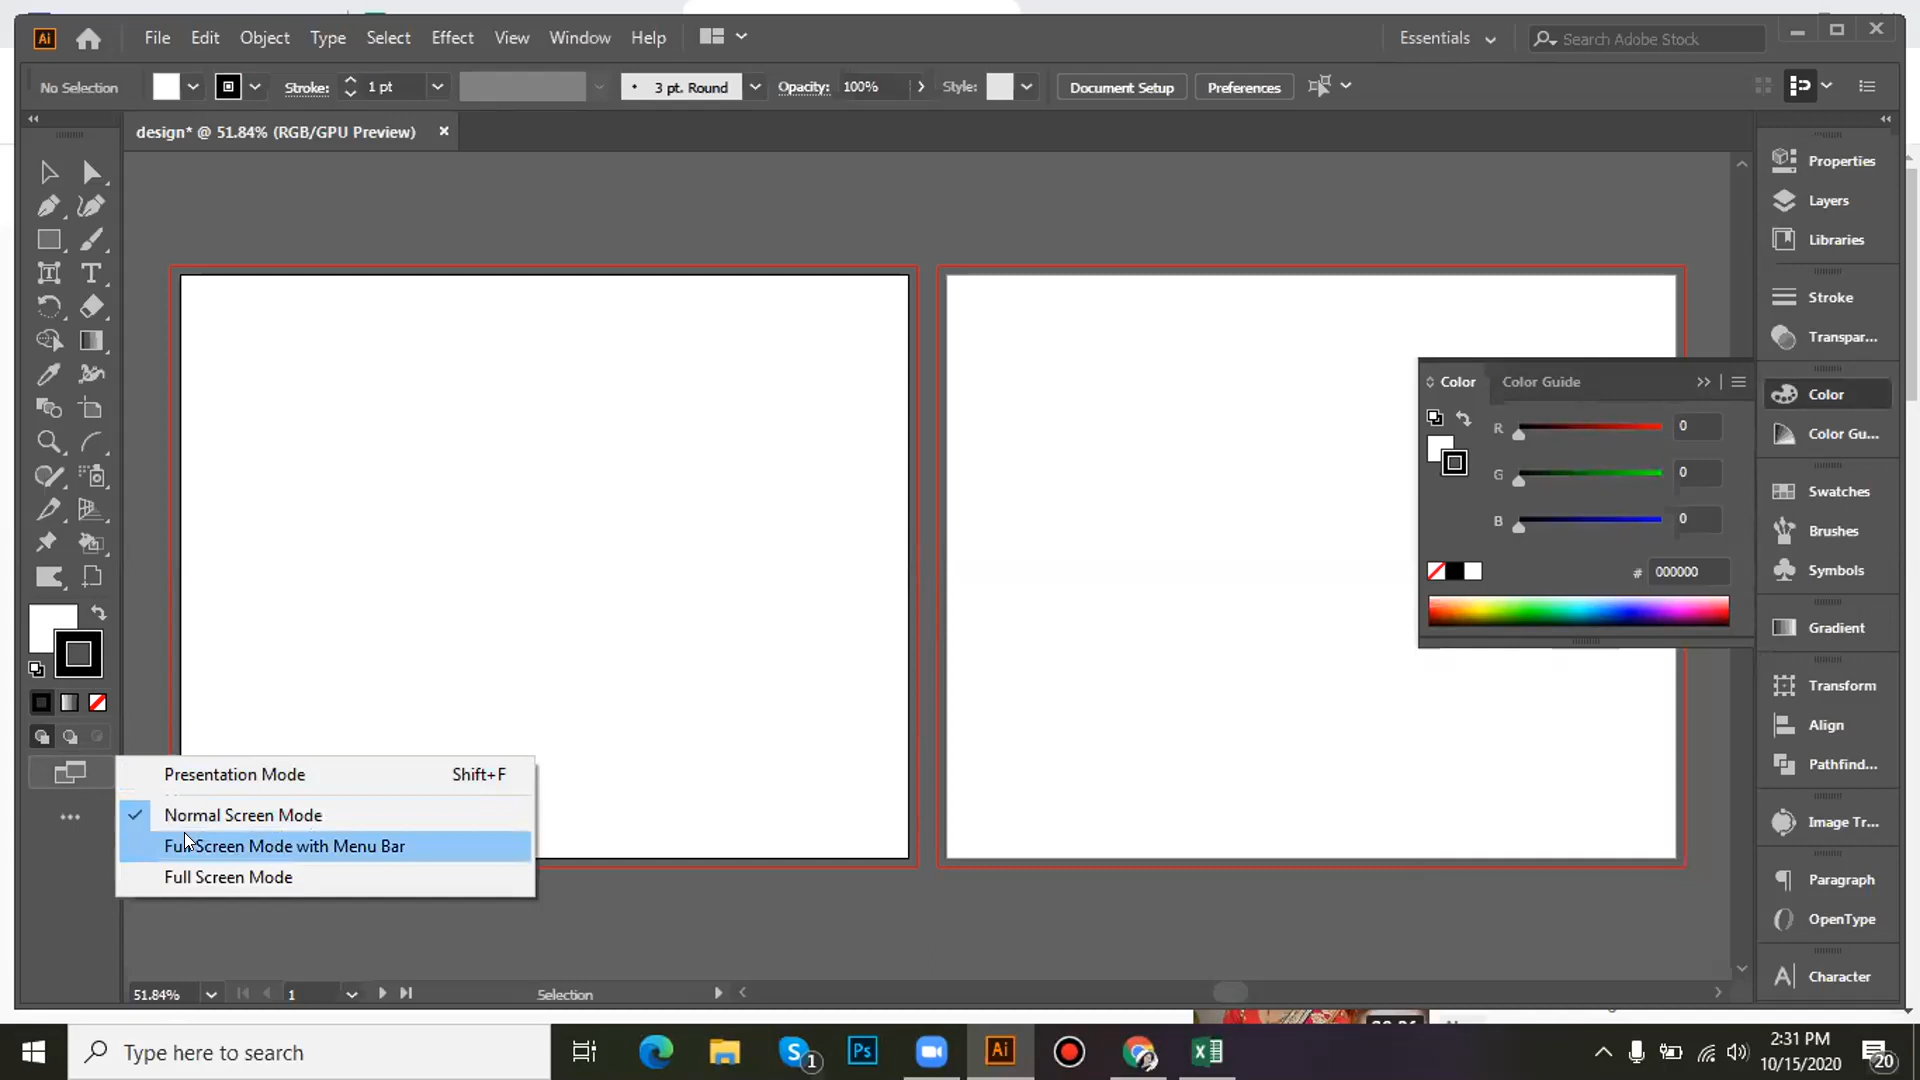 Ai File Edit Object Type Select Effect View Window Help Essentials Search Adobe Stock
No Selection Stroke: 1 pt 3 pt. Round Opacity: 100% Style: Document Setup Preferences
design* @ 51.84% (RGB/GPU Preview)
Properties
Layers
Libraries
Stroke
Transpar...
Color
Color Gu...
Swatches
Brushes
Symbols
Gradient
Transform
Align
Pathfind...
Image Tr...
Paragraph
OpenType
Character
Color Color Guide
R 0
G 0
B 0
# 000000
Presentation Mode Shift+F
Normal Screen Mode
Full Screen Mode with Menu Bar
Full Screen Mode
51.84% 1 Selection
Type here to search
S 1 Ps Ai
2:31 PM
10/15/2020
20